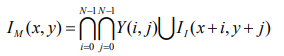 I_M(x, y) = ⋂_{i=0}^{N-1} ⋂_{j=0}^{N-1} Y(i, j) ⋃ I_I(x+i, y+j)